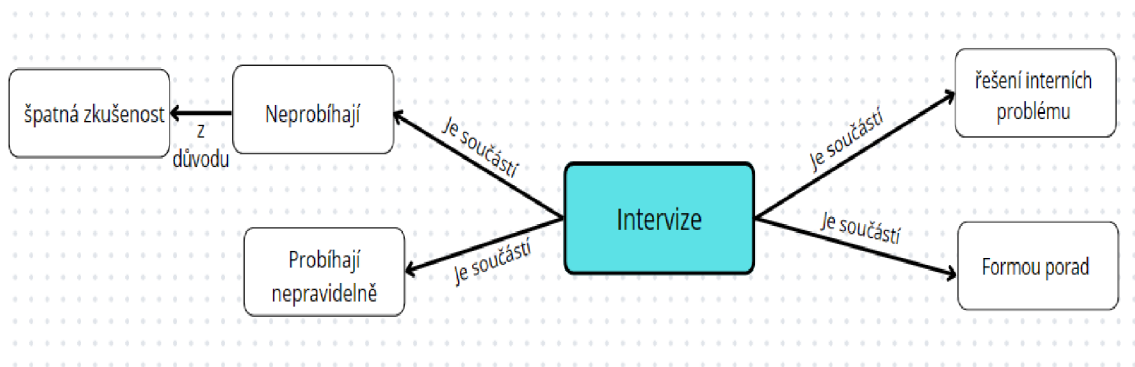 špatná zkušenost
z
důvodu
Neprobíhají
Je součástí
Probíhají
nepravidelně
Je součástí
Intervize
Je součástí
řešení interních
problému
Je součástí
Formou porad